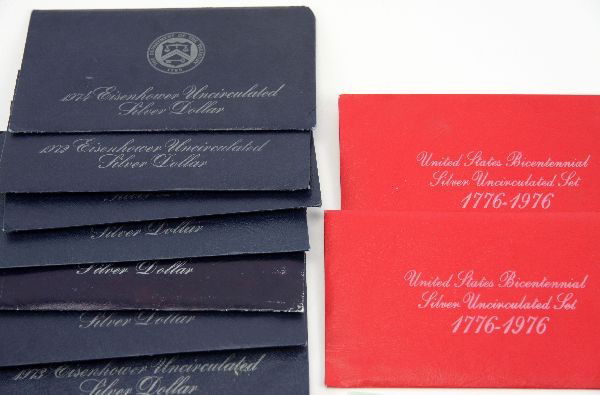 1974 Eisenhower Uncirculated
Silver Dollar
1972 Eisenhower Uncirculated
Silver Dollar
Silver Dollar
Silver Dollar
Silver Dollar
1973 Eisenhower Uncirculated
Silver Dollar
United States Bicentennial
Silver Uncirculated Set
1776-1976
United States Bicentennial
Silver Uncirculated Set
1776-1976